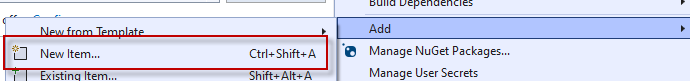 Build Dependencies
New from Template
Add
New Item... Ctrl+Shift+A
Manage NuGet Packages...
Existing Item... Shift+Alt+A
Manage User Secrets